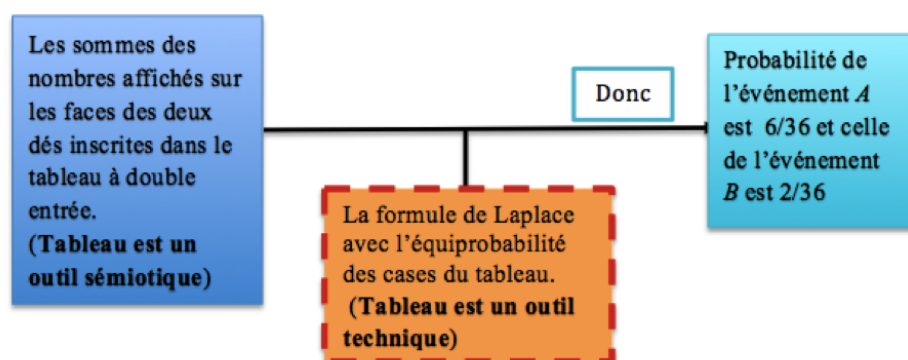 Les sommes des
nombres affichés sur
les faces des deux
dés inscrites dans le
tableau à double
entrée.
(Tableau est un
outil sémiotique)
Donc
La formule de Laplace
avec l'équiprobabilité
des cases du tableau.
(Tableau est un outil
technique)
Probabilité de
l'événement A
est 6/36 et celle
de l'événement
B est 2/36